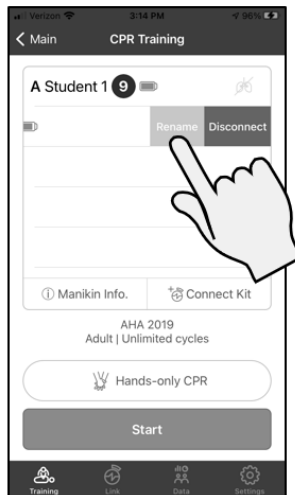 Verizon 3:14 PM 96%
Main CPR Training
A Student 1 9
Rename Disconnect
Manikin Info. Connect Kit
AHA 2019
Adult | Unlimited cycles
Hands-only CPR
Start
Training Link Data Settings